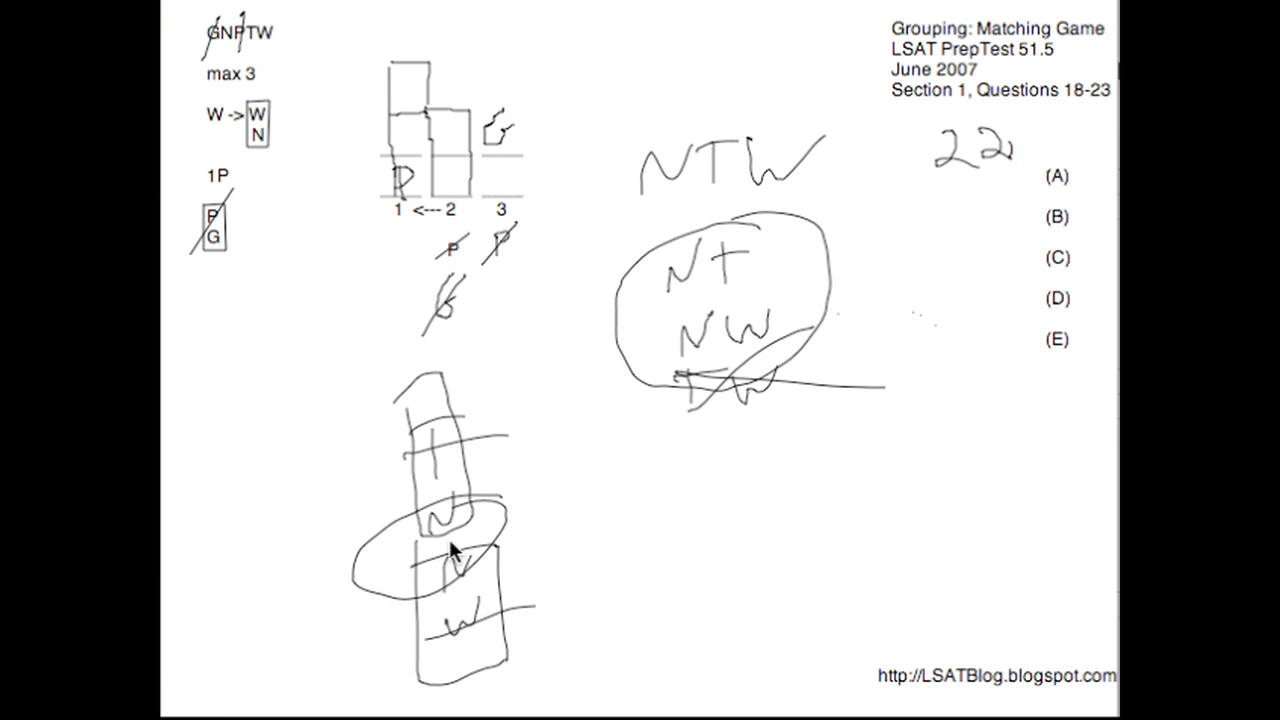 GNPTW
max 3
W -> W
N
1P
P
G
G
P
1 <--- 2 3
P P
G
T
N
N
W
NTW
NT
NW
TW
Grouping: Matching Game
LSAT PrepTest 51.5
June 2007
Section 1, Questions 18-23
22
(A)
(B)
(C)
(D)
(E)
http://LSATBlog.blogspot.com